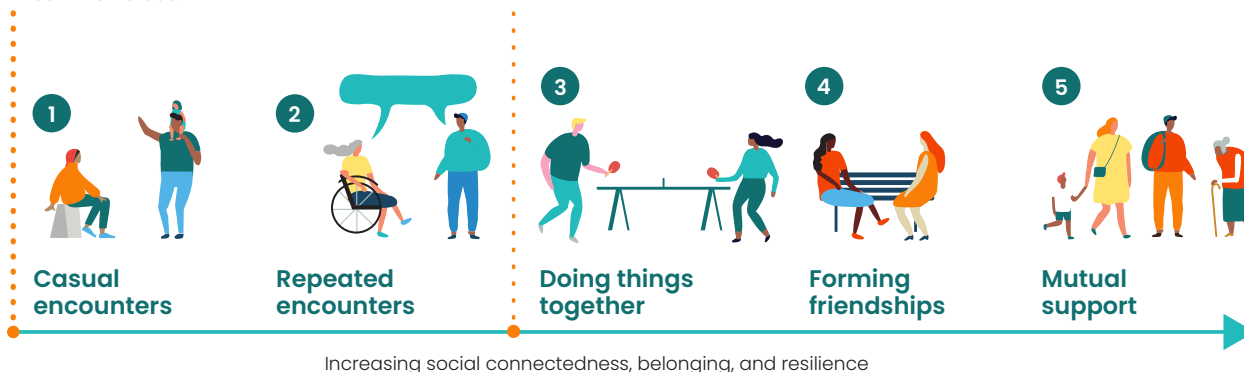 1
Casual
encounters
2
Repeated
encounters
3
Doing things
together
4
Forming
friendships
5
Mutual
support
Increasing social connectedness, belonging, and resilience